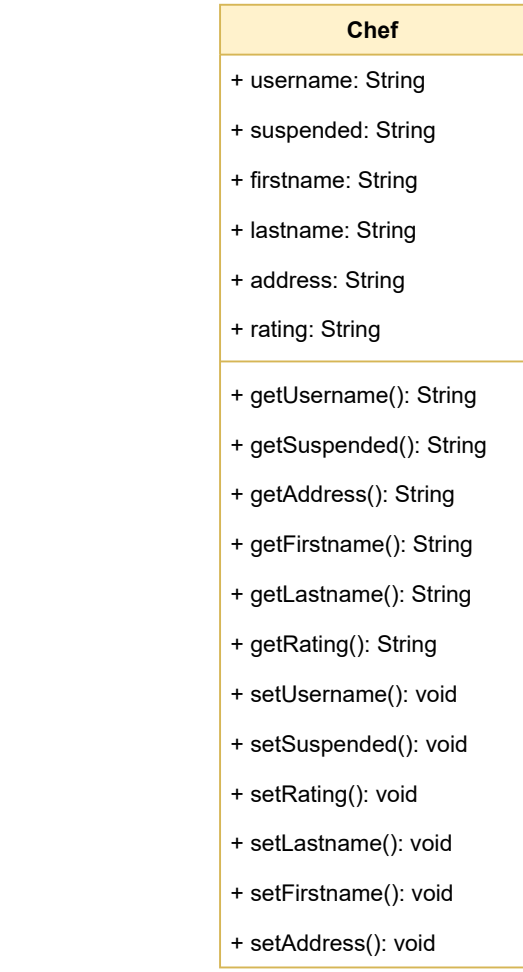 Chef
+ username: String
+ suspended: String
+ firstname: String
+ lastname: String
+ address: String
+ rating: String
+ getUsername(): String
+ getSuspended(): String
+ getAddress(): String
+ getFirstname(): String
+ getLastname(): String
+ getRating(): String
+ setUsername(): void
+ setSuspended(): void
+ setRating(): void
+ setLastname(): void
+ setFirstname(): void
+ setAddress(): void